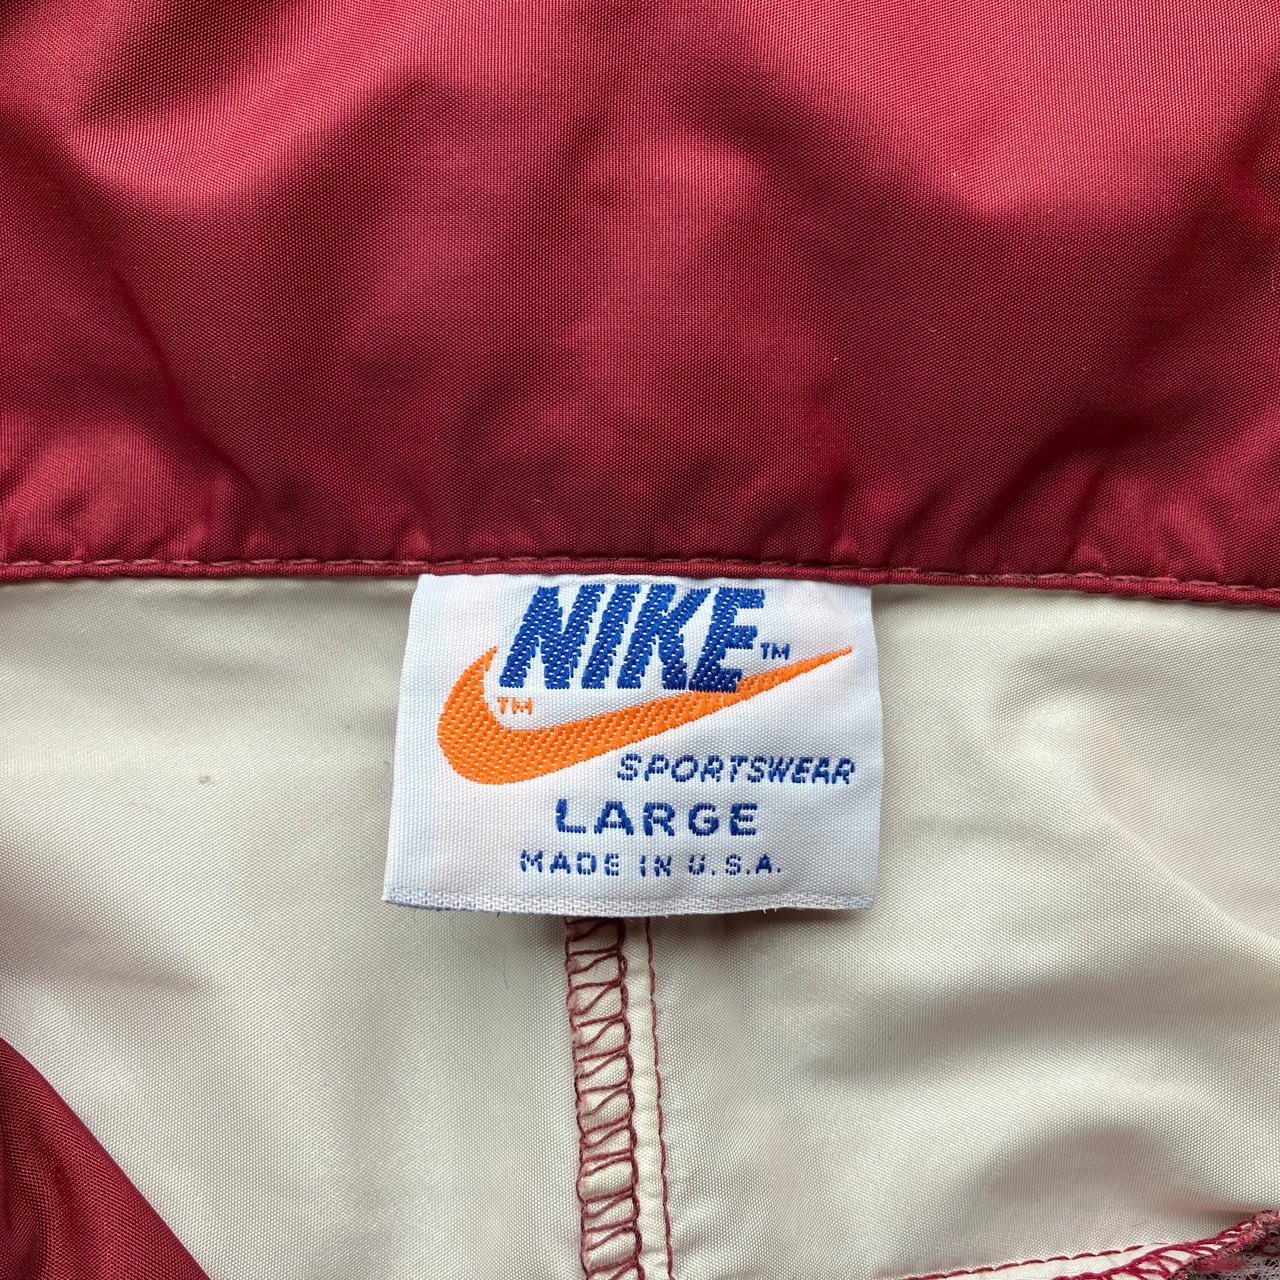 NIKE™
™
SPORTSWEAR
LARGE
MADE IN U.S.A.